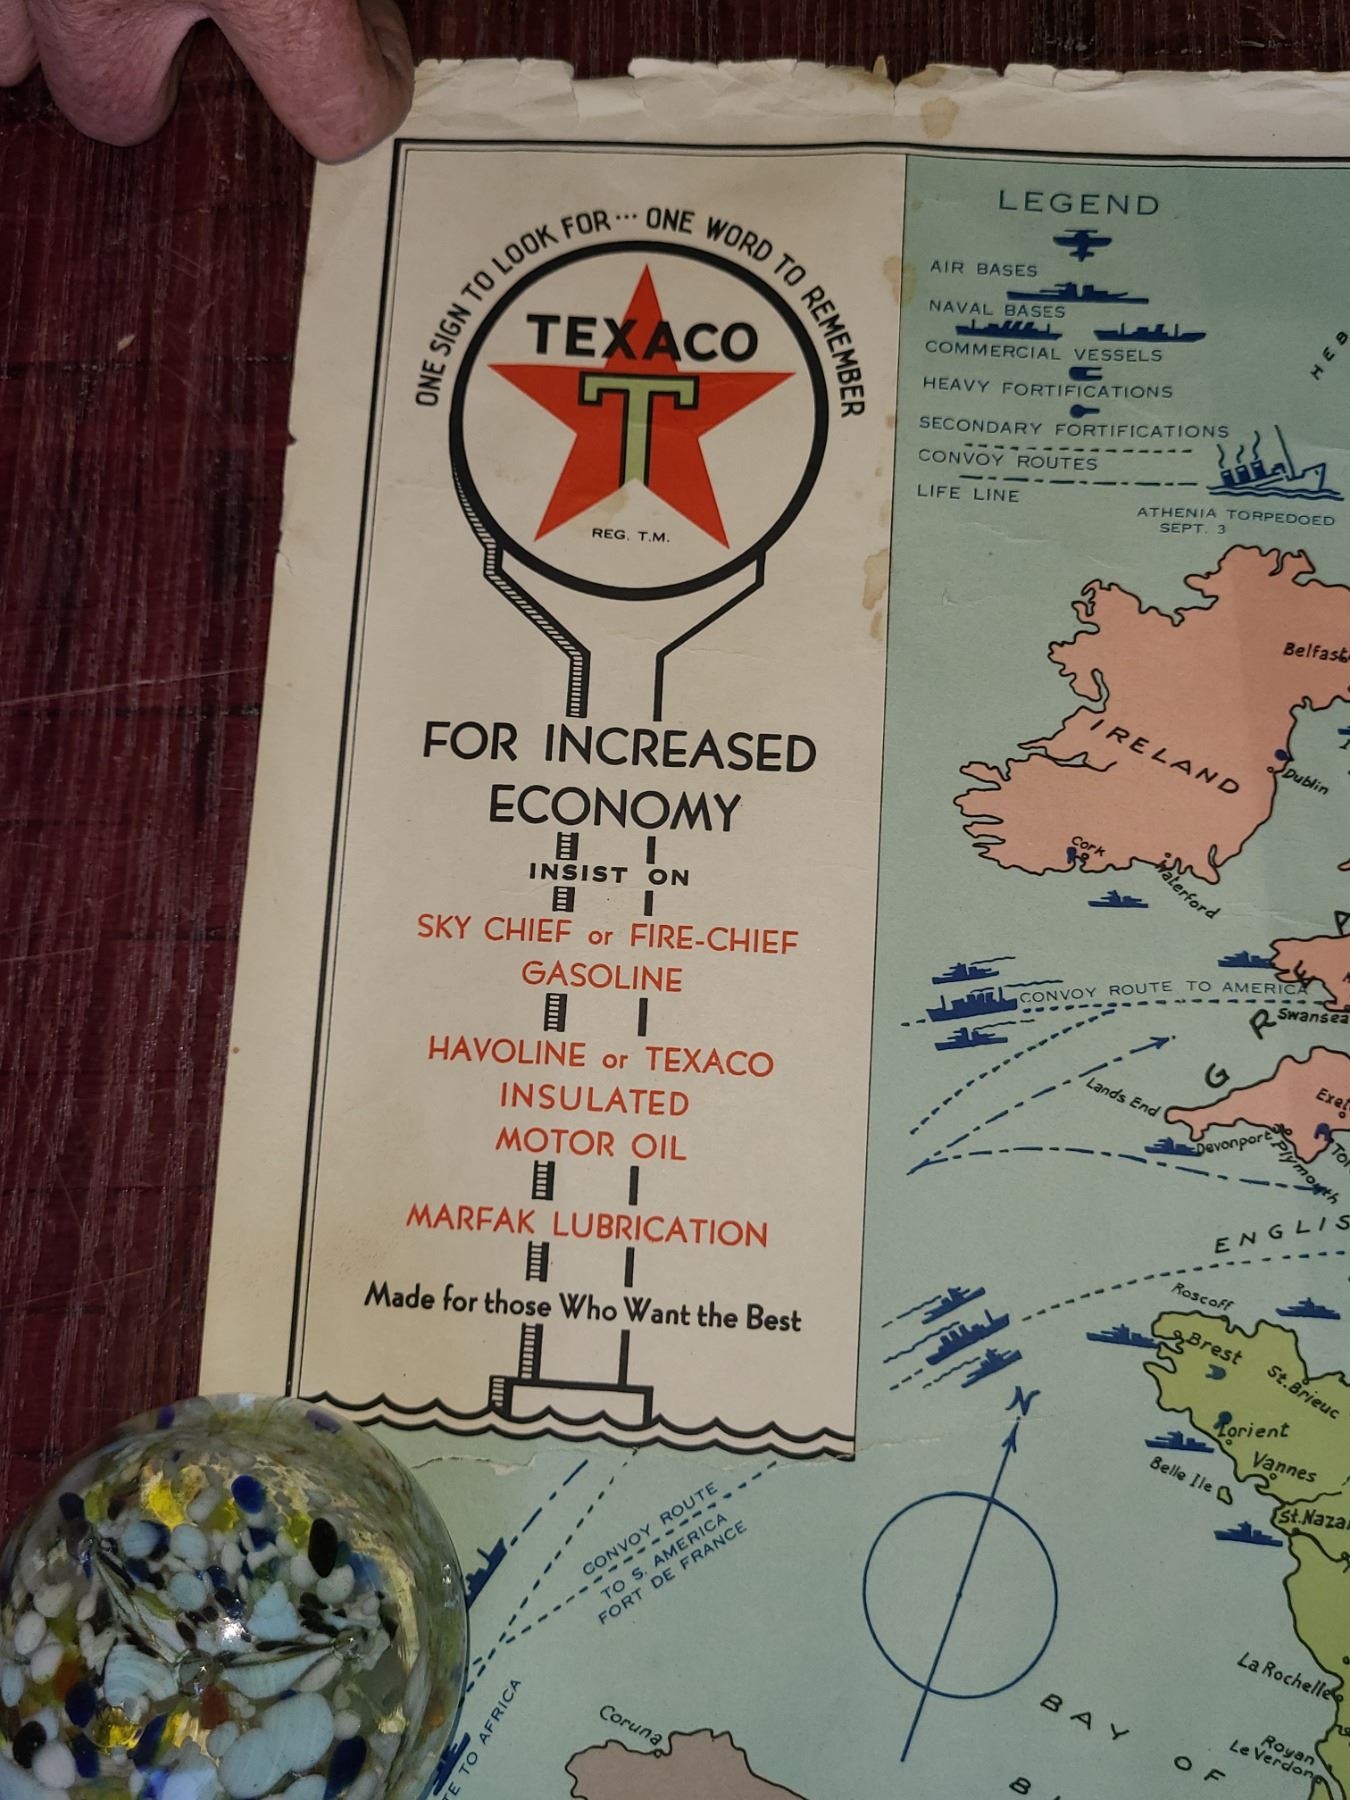 ONE SIGN TO LOOK FOR... ONE WORD TO REMEMBER
TEXACO
T
REG. T.M.
FOR INCREASED
ECONOMY
INSIST ON
SKY CHIEF or FIRE-CHIEF
GASOLINE
HAVOLINE or TEXACO
INSULATED
MOTOR OIL
MARFAK LUBRICATION
Made for those Who Want the Best
LEGEND
AIR BASES
NAVAL BASES
COMMERCIAL VESSELS
HEAVY FORTIFICATIONS
SECONDARY FORTIFICATIONS
CONVOY ROUTES
LIFE LINE
ATHENIA TORPEDOED
SEPT. 3
HEB
Belfast
IRELAND
Dublin
Cork
Waterford
CONVOY ROUTE TO AMERICA
Swansea
GR
Lands End
Devonport
Plymouth
ENGLIS
Roscoff
Brest
St. Brieuc
Lorient
Vannes
Belle Ile
St. Naza
N
CONVOY ROUTE
TO S. AMERICA
FORT DE FRANCE
TE TO AFRICA
La Rochelle
Royan
Le Verdon
Coruna
BAY
OF